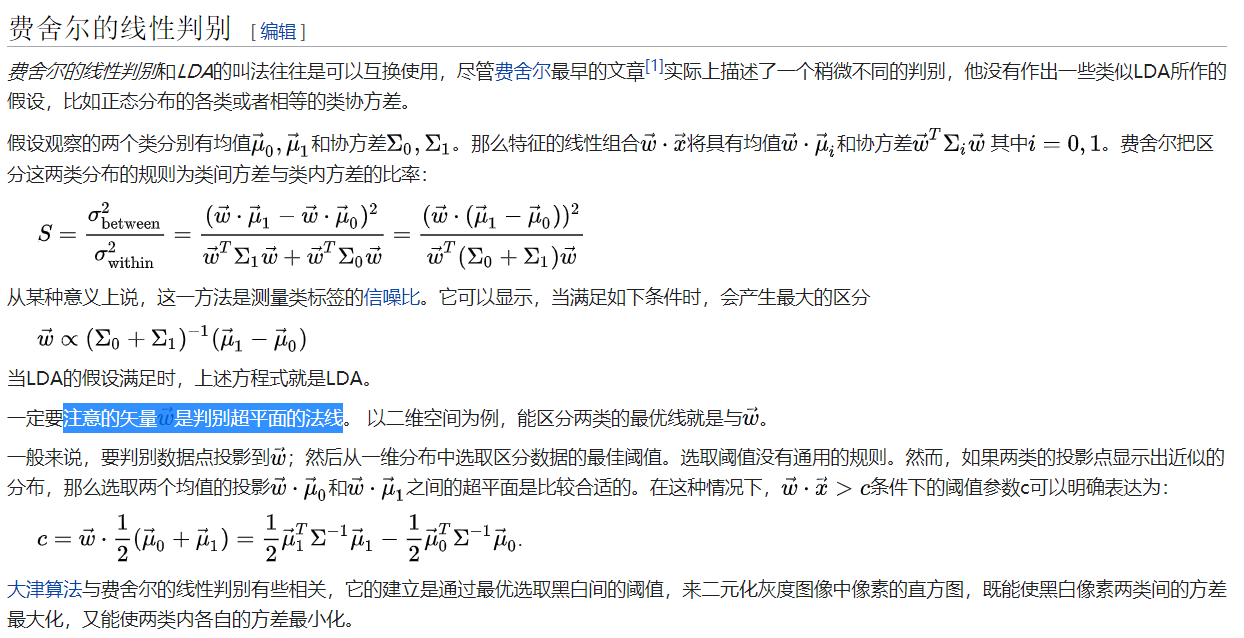 费舍尔的线性判别 [编辑]
费舍尔的线性判别和LDA的叫法往往是可以互换使用，尽管费舍尔最早的文章[1]实际上描述了一个稍微不同的判别，他没有作出一些类似LDA所作的
假设，比如正态分布的各类或者相等的类协方差。
假设观察的两个类分别有均值$\vec{\mu}_0, \vec{\mu}_1$和协方差$\Sigma_0, \Sigma_1$。那么特征的线性组合$\vec{w} \cdot \vec{x}$将具有均值$\vec{w} \cdot \vec{\mu}_i$和协方差$\vec{w}^T \Sigma_i \vec{w}$ 其中$i = 0, 1$。费舍尔把区
分这两类分布的规则为类间方差与类内方差的比率：
$S = \frac{\sigma^2_{\text{between}}}{\sigma^2_{\text{within}}} = \frac{(\vec{w} \cdot \vec{\mu}_1 - \vec{w} \cdot \vec{\mu}_0)^2}{\vec{w}^T \Sigma_1 \vec{w} + \vec{w}^T \Sigma_0 \vec{w}} = \frac{(\vec{w} \cdot (\vec{\mu}_1 - \vec{\mu}_0))^2}{\vec{w}^T (\Sigma_0 + \Sigma_1) \vec{w}}$
从某种意义上说，这一方法是测量类标签的信噪比。它可以显示，当满足如下条件时，会产生最大的区分
$\vec{w} \propto (\Sigma_0 + \Sigma_1)^{-1} (\vec{\mu}_1 - \vec{\mu}_0)$
当LDA的假设满足时，上述方程式就是LDA。
一定要注意的矢量$\vec{w}$是判别超平面的法线。 以二维空间为例，能区分两类的最优线就是与$\vec{w}$。
一般来说，要判别数据点投影到$\vec{w}$；然后从一维分布中选取区分数据的最佳阈值。选取阈值没有通用的规则。然而，如果两类的投影点显示出近似的
分布，那么选取两个均值的投影$\vec{w} \cdot \vec{\mu}_0$和$\vec{w} \cdot \vec{\mu}_1$之间的超平面是比较合适的。在这种情况下，$\vec{w} \cdot \vec{x} > c$条件下的阈值参数c可以明确表达为：
$c = \vec{w} \cdot \frac{1}{2} (\vec{\mu}_0 + \vec{\mu}_1) = \frac{1}{2} \vec{\mu}_1^T \Sigma^{-1} \vec{\mu}_1 - \frac{1}{2} \vec{\mu}_0^T \Sigma^{-1} \vec{\mu}_0.$
大津算法与费舍尔的线性判别有些相关，它的建立是通过最优选取黑白间的阈值，来二元化灰度图像中像素的直方图，既能使黑白像素两类间的方差
最大化，又能使两类内各自的方差最小化。